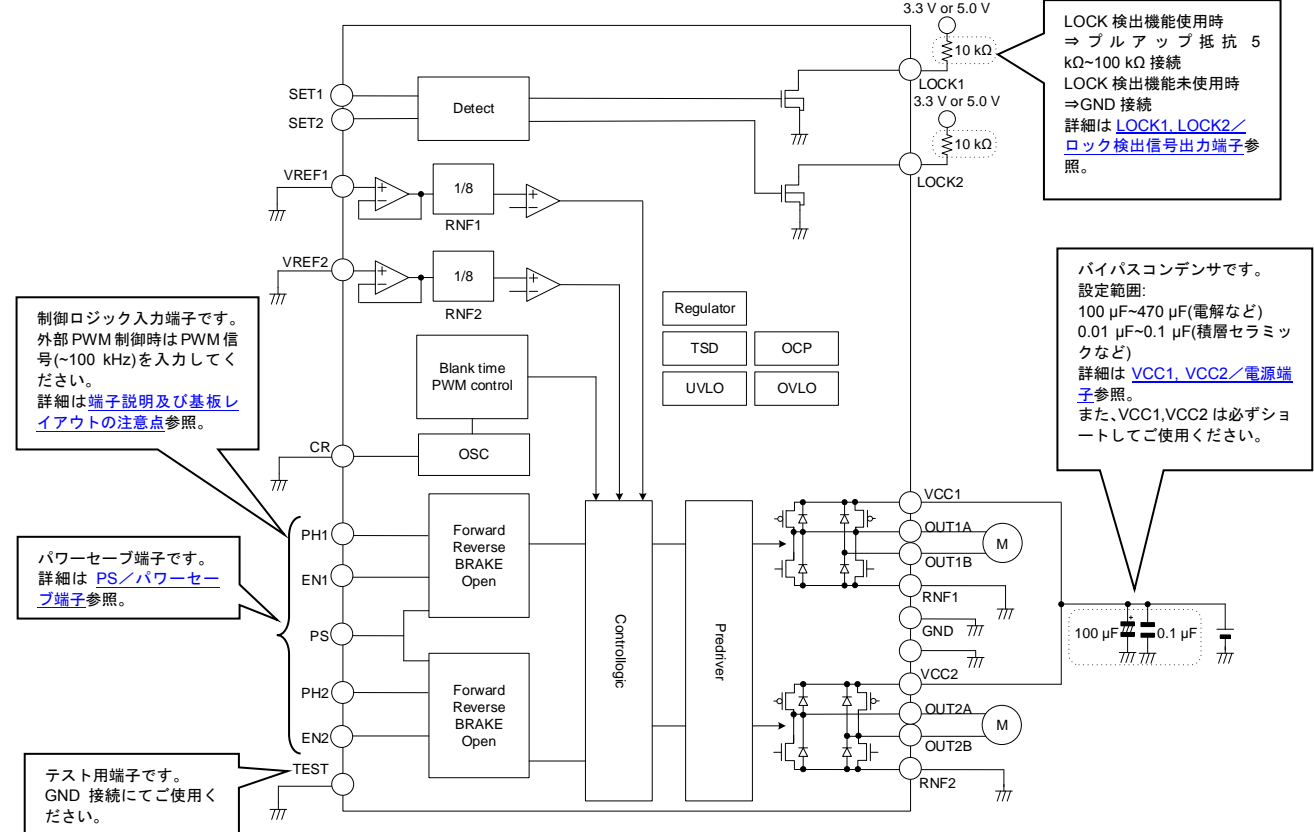 3.3 V or 5.0 V
10 kΩ
LOCK1
3.3 V or 5.0 V
10 kΩ
LOCK2
LOCK 検出機能使用時
⇒プルアップ抵抗 5
kΩ~100 kΩ 接続
LOCK 検出機能未使用時
⇒GND 接続
詳細は LOCK1, LOCK2／
ロック検出信号出力端子参
照。
SET1
SET2
Detect
VREF1
1/8
RNF1
VREF2
1/8
RNF2
Regulator
TSD
OCP
UVLO
OVLO
Blank time
PWM control
CR
OSC
制御ロジック入力端子です。
外部 PWM 制御時は PWM 信
号(~100 kHz)を入力してく
ださい。
詳細は端子説明及び基板レ
イアウトの注意点参照。
バイパスコンデンサです。
設定範囲:
100 μF~470 μF(電解など)
0.01 μF~0.1 μF(積層セラミッ
クなど)
詳細は VCC1, VCC2／電源端
子参照。
また、VCC1,VCC2 は必ずショ
ートしてご使用ください。
パワーセーブ端子です。
詳細は PS／パワーセー
ブ端子参照。
PH1
EN1
PS
PH2
EN2
TEST
Forward
Reverse
BRAKE
Open
Forward
Reverse
BRAKE
Open
Controllogic
Predriver
VCC1
OUT1A
M
OUT1B
RNF1
GND
VCC2
OUT2A
M
OUT2B
RNF2
100 μF
+
0.1 μF
テスト用端子です。
GND 接続にてご使用く
ださい。